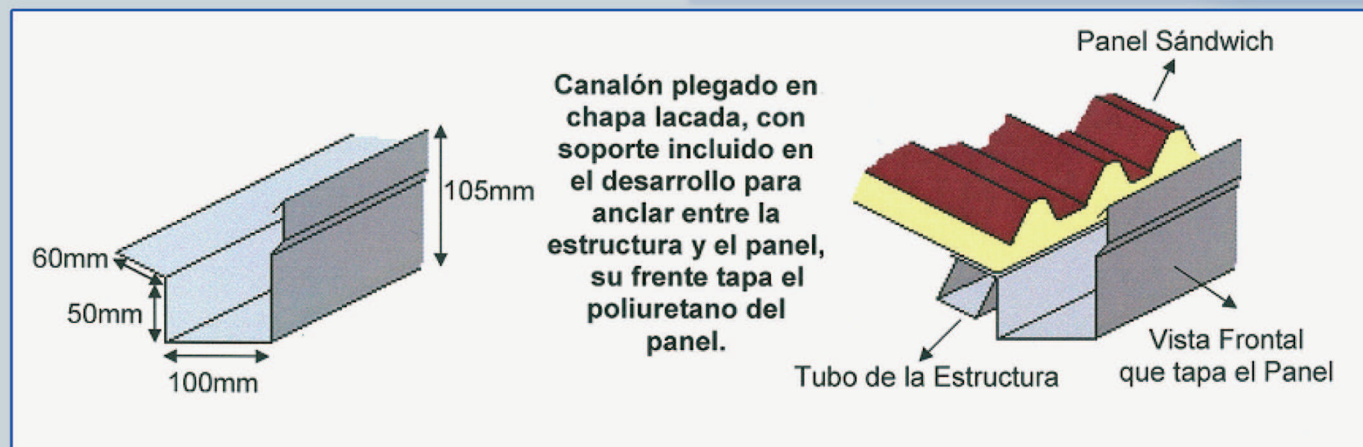 105mm
60mm
50mm
100mm
Canalón plegado en
chapa lacada, con
soporte incluido en
el desarrollo para
anclar entre la
estructura y el panel,
su frente tapa el
poliuretano del
panel.
Panel Sándwich
Tubo de la Estructura
Vista Frontal
que tapa el Panel